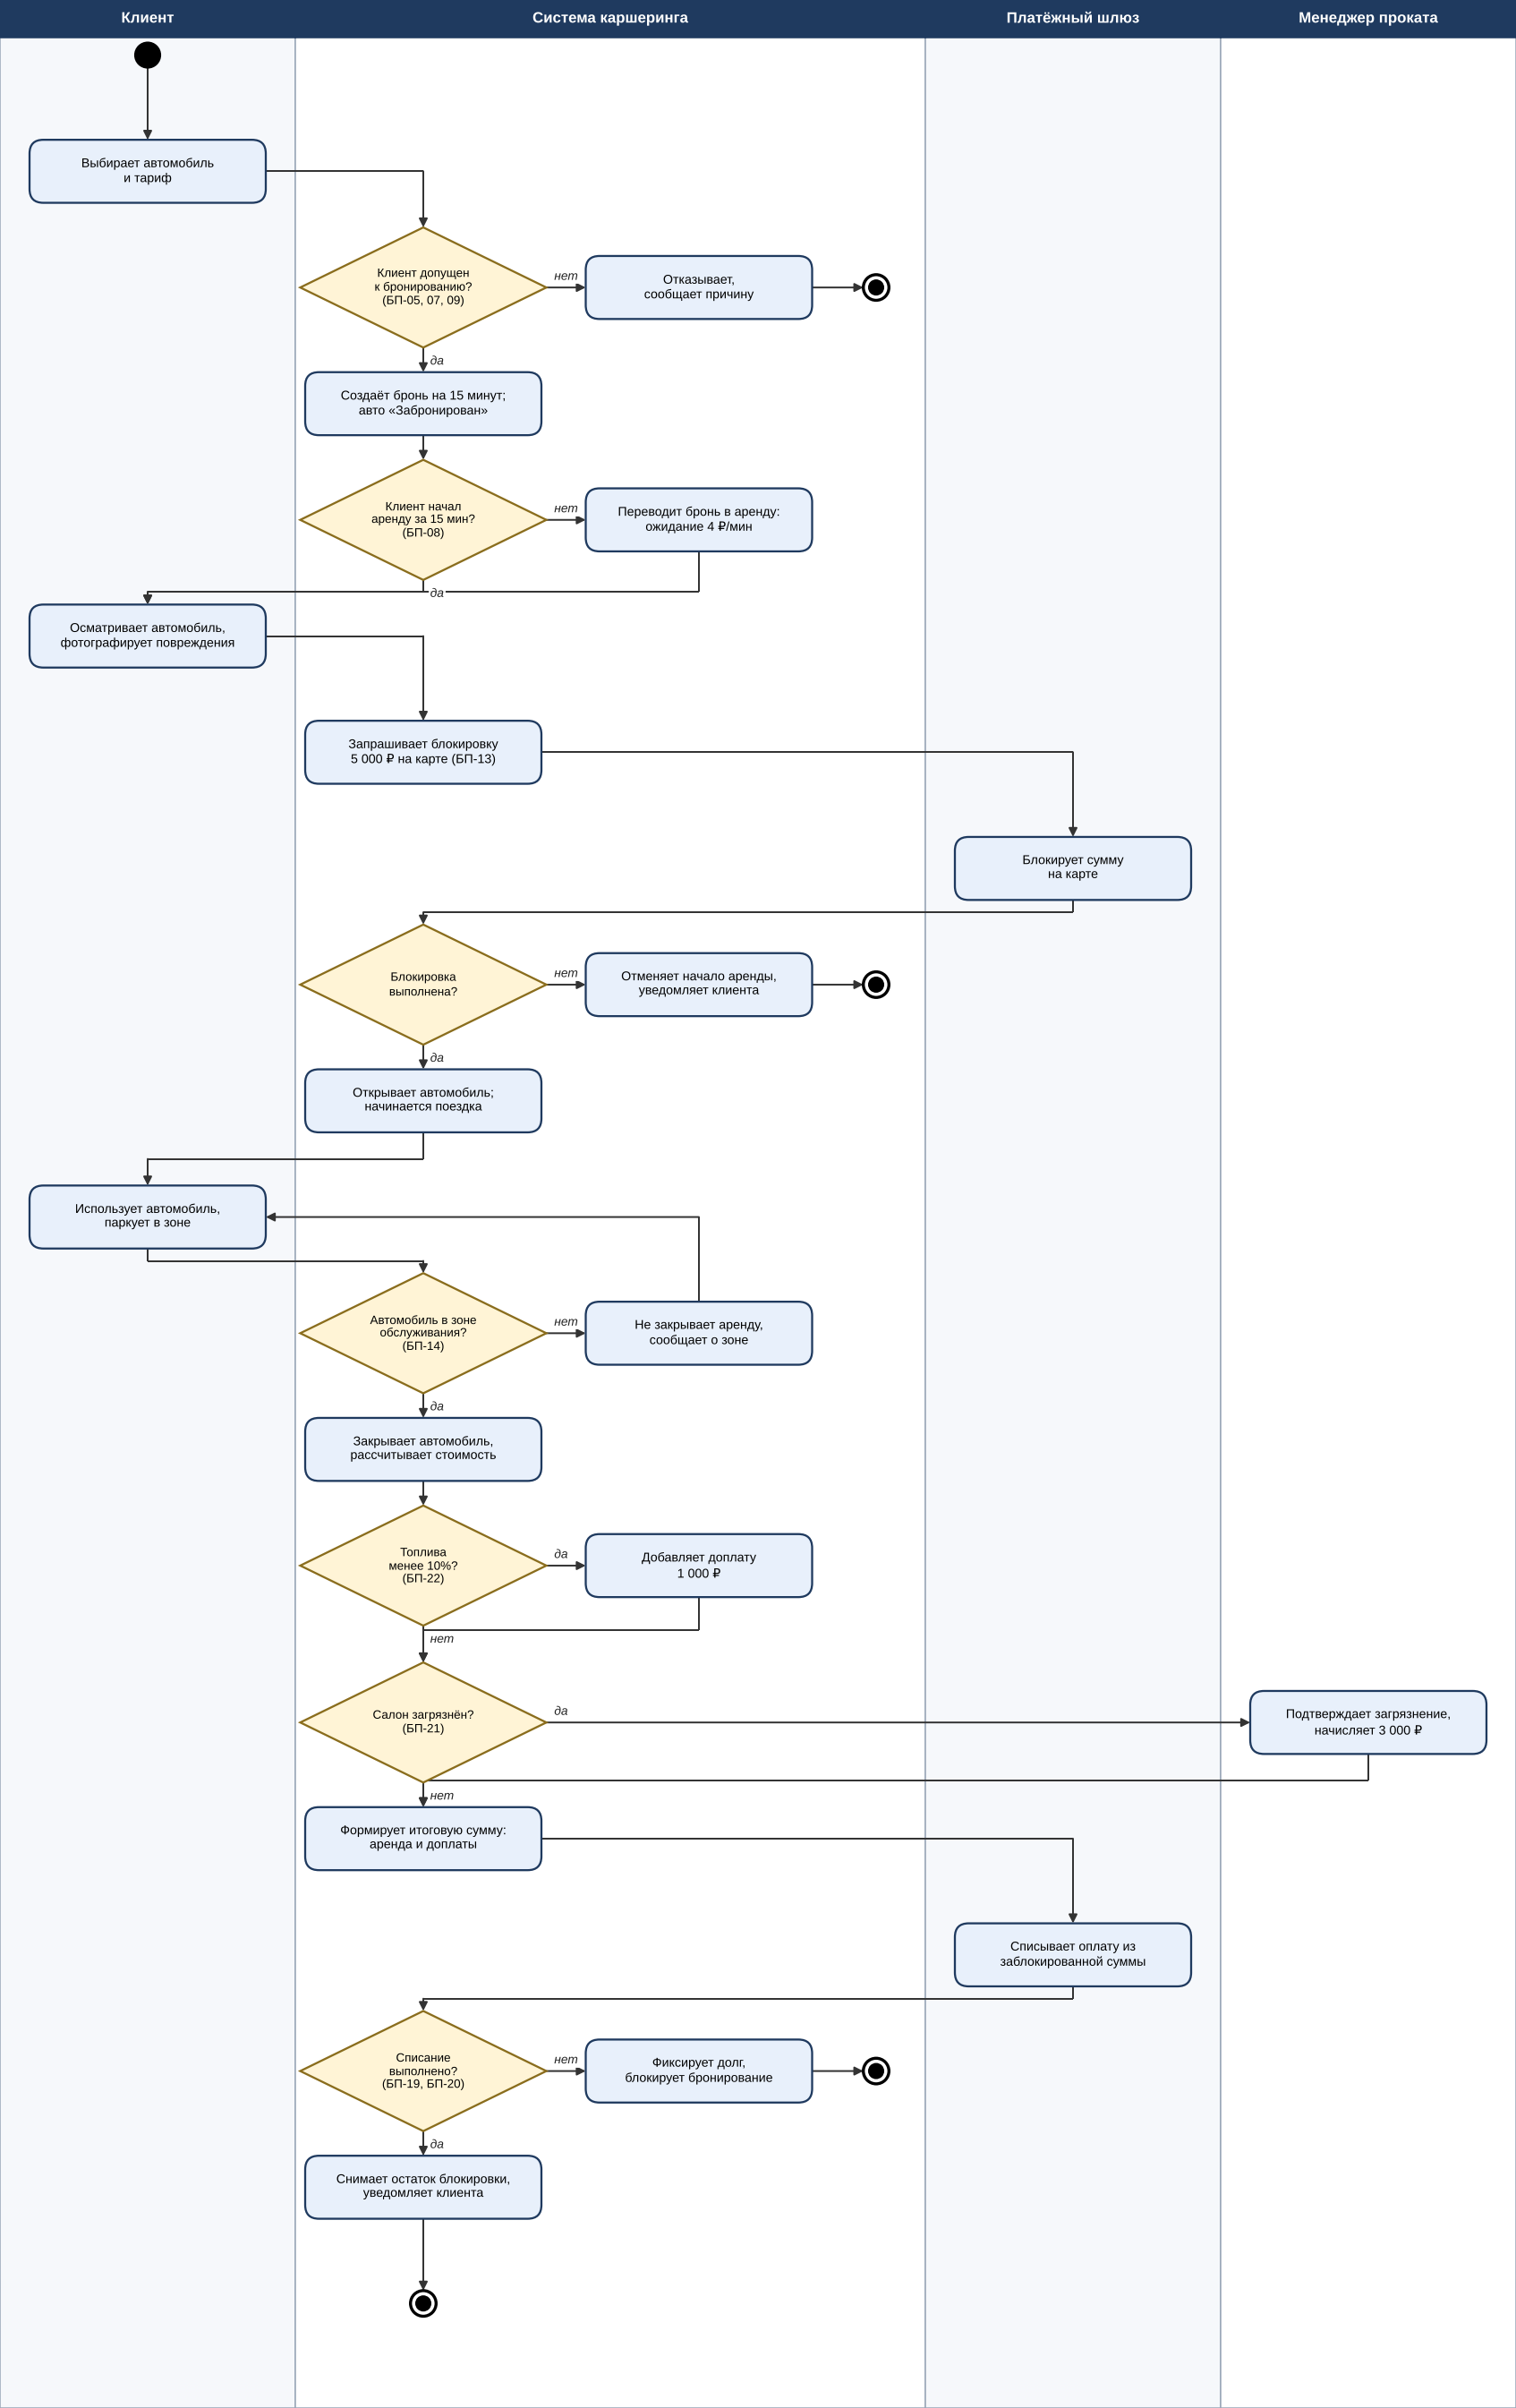 Клиент
Система каршеринга
Платёжный шлюз
Менеджер проката
Выбирает автомобиль
и тариф
Клиент допущен
к бронированию?
(БП-05, 07, 09)
нет
Отказывает,
сообщает причину
да
Создаёт бронь на 15 минут;
авто «Забронирован»
Клиент начал
аренду за 15 мин?
(БП-08)
нет
Переводит бронь в аренду:
ожидание 4 ₽/мин
да
Осматривает автомобиль,
фотографирует повреждения
Запрашивает блокировку
5 000 ₽ на карте (БП-13)
Блокирует сумму
на карте
Блокировка
выполнена?
нет
Отменяет начало аренды,
уведомляет клиента
да
Открывает автомобиль;
начинается поездка
Использует автомобиль,
паркует в зоне
Автомобиль в зоне
обслуживания?
(БП-14)
нет
Не закрывает аренду,
сообщает о зоне
да
Закрывает автомобиль,
рассчитывает стоимость
Топлива
менее 10%?
(БП-22)
да
Добавляет доплату
1 000 ₽
нет
Салон загрязнён?
(БП-21)
да
Подтверждает загрязнение,
начисляет 3 000 ₽
нет
Формирует итоговую сумму:
аренда и доплаты
Списывает оплату из
заблокированной суммы
Списание
выполнено?
(БП-19, БП-20)
нет
Фиксирует долг,
блокирует бронирование
да
Снимает остаток блокировки,
уведомляет клиента